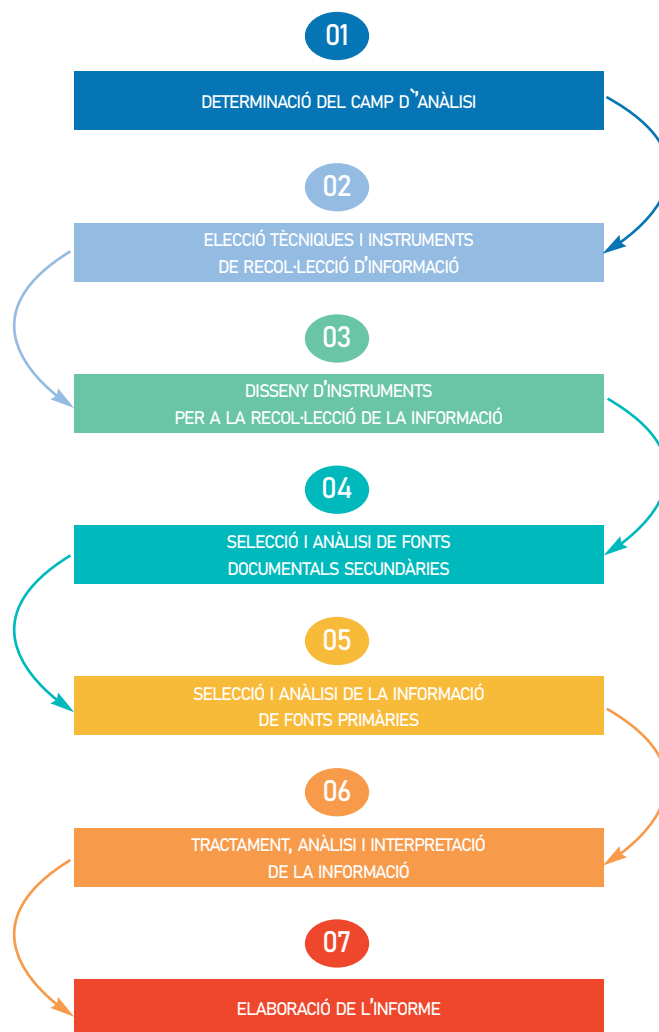 01
DETERMINACIÓ DEL CAMP D`'ANÀLISI
02
ELECCIÓ TÈCNIQUES I INSTRUMENTS
DE RECOL·LECCIÓ D'INFORMACIÓ
03
DISSENY D'INSTRUMENTS
PER A LA RECOL·LECCIÓ DE LA INFORMACIÓ
04
SELECCIÓ I ANÀLISI DE FONTS
DOCUMENTALS SECUNDÀRIES
05
SELECCIÓ I ANÀLISI DE LA INFORMACIÓ
DE FONTS PRIMÀRIES
06
TRACTAMENT, ANÀLISI I INTERPRETACIÓ
DE LA INFORMACIÓ
07
ELABORACIÓ DE L'INFORME